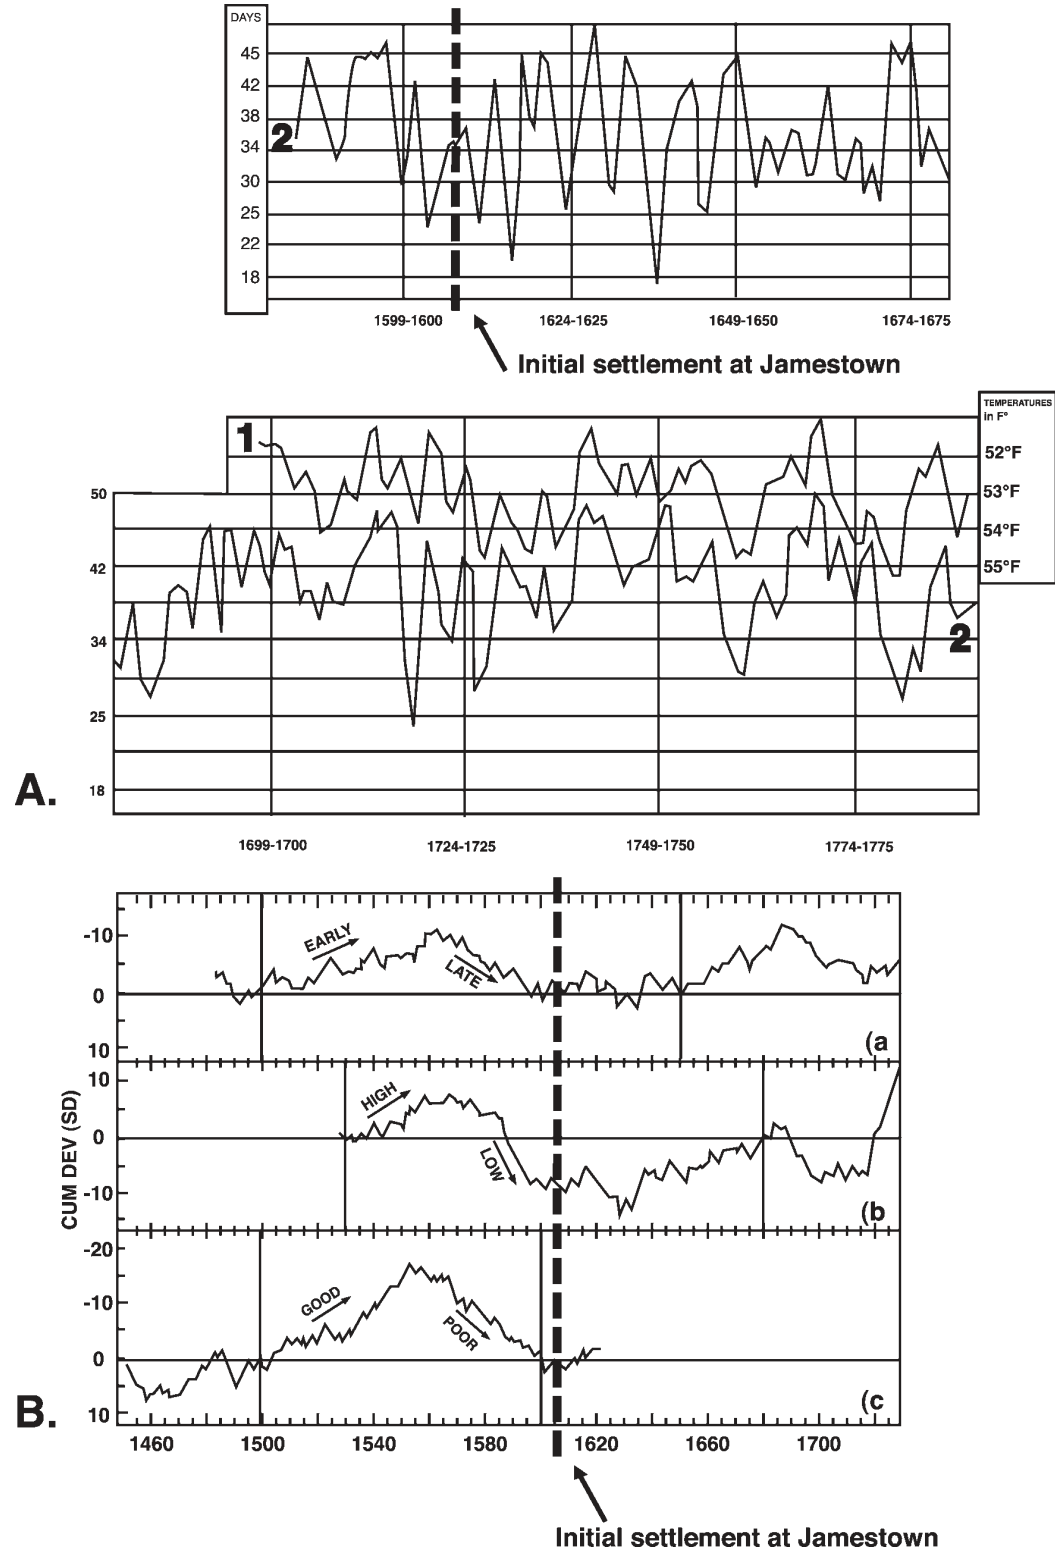 DAYS
45
42
38
34
30
25
22
18
2
1599-1600
1624-1625
1649-1650
1674-1675
Initial settlement at Jamestown
TEMPERATURES
in F°
1
52°F
50
53°F
54°F
42
55°F
34
2
25
A.
18
1699-1700
1724-1725
1749-1750
1774-1775
-10
EARLY
LATE
0
10
(a
CUM DEV (SD)
10
HIGH
0
LOW
-10
(b
-20
-10
GOOD
POOR
0
10
(c
B.
1460
1500
1540
1580
1620
1660
1700
Initial settlement at Jamestown